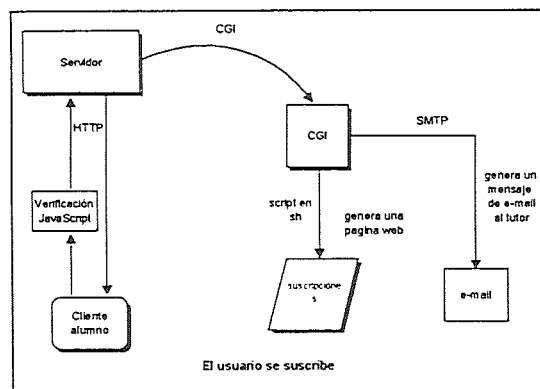 CGI
Servidor
HTTP
CGI
SMTP
Verificación
JavaScript
script en
sh
genera una
pagina web
genera un
mensaje
de e-mail
al tutor
suscripcione
s
e-mail
Cliente
alumno
El usuario se suscribe